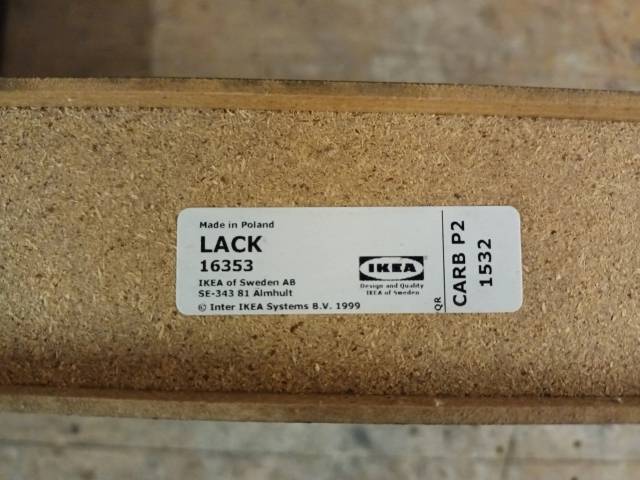 Made in Poland
LACK
16353
IKEA of Sweden AB
SE-343 81 Älmhult
© Inter IKEA Systems B.V. 1999
IKEA
Design and Quality
IKEA of Sweden
QR
CARB P2
1532